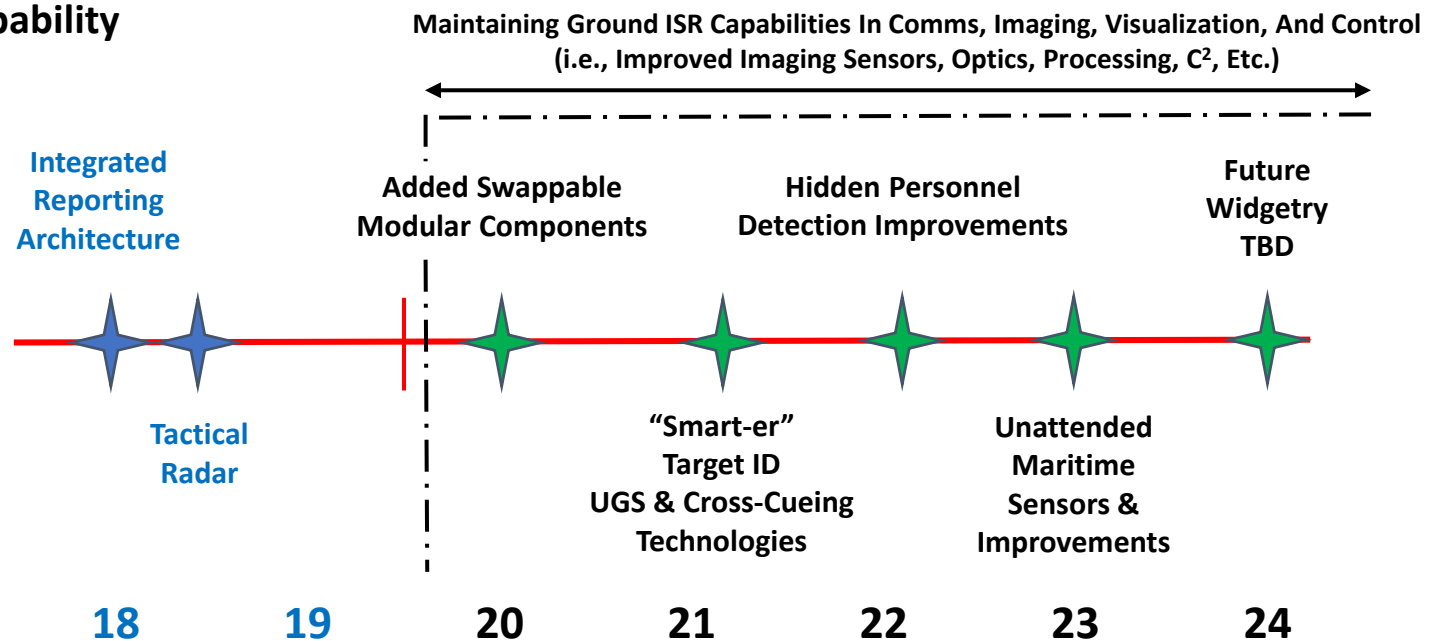 pability
Maintaining Ground ISR Capabilities In Comms, Imaging, Visualization, And Control
(i.e., Improved Imaging Sensors, Optics, Processing, C², Etc.)
Integrated
Reporting
Architecture
Added Swappable
Modular Components
Hidden Personnel
Detection Improvements
Future
Widgetry
TBD
Tactical
Radar
“Smart-er”
Target ID
UGS & Cross-Cueing
Technologies
Unattended
Maritime
Sensors &
Improvements
18 19 20 21 22 23 24